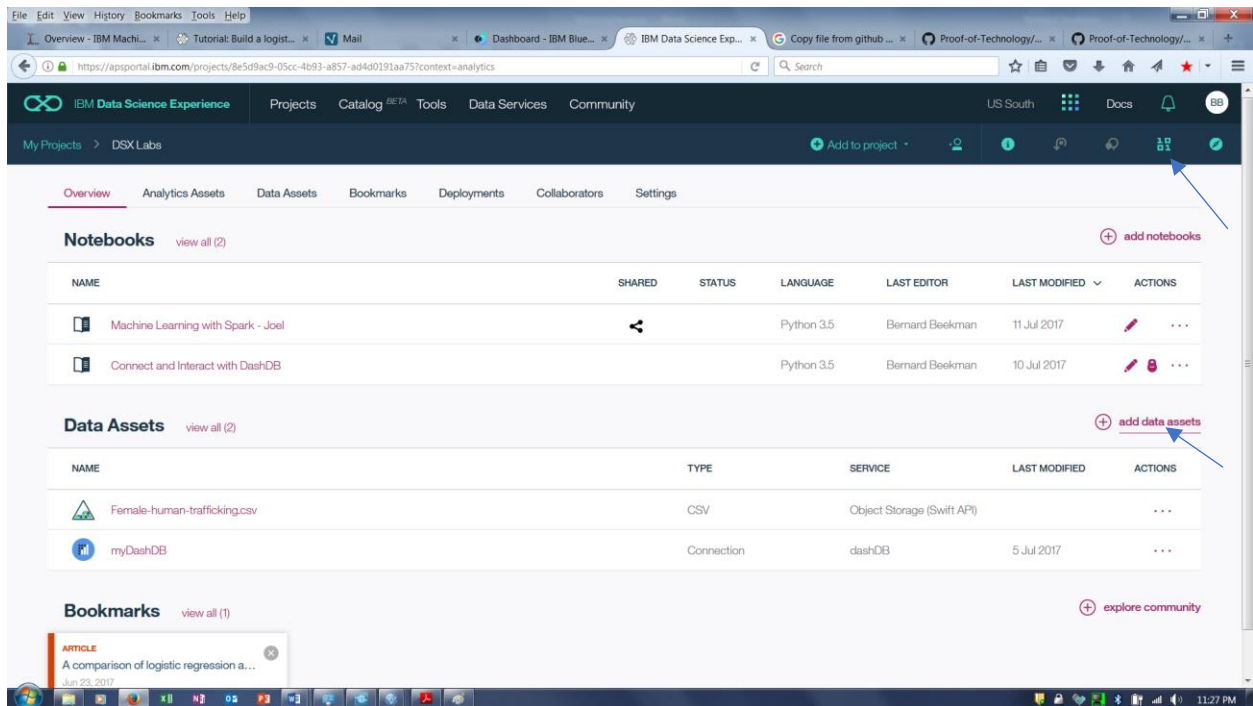 File Edit View History Bookmarks Tools Help
Overview - IBM Machi... × Tutorial: Build a logist... × Mail × Dashboard - IBM Blue... × IBM Data Science Exp... × Copy file from github ... × Proof-of-Technology/... × Proof-of-Technology/... × +
https://apsportal.ibm.com/projects/8e5d9ac9-05cc-4b93-a857-ad4d0191aa75?context=analytics Search
IBM Data Science Experience Projects Catalog BETA Tools Data Services Community US South Docs BB
My Projects > DSX Labs Add to project
Overview Analytics Assets Data Assets Bookmarks Deployments Collaborators Settings
Notebooks view all (2) add notebooks
NAME SHARED STATUS LANGUAGE LAST EDITOR LAST MODIFIED ACTIONS
Machine Learning with Spark - Joel Python 3.5 Bernard Beekman 11 Jul 2017 ...
Connect and Interact with DashDB Python 3.5 Bernard Beekman 10 Jul 2017 ...
Data Assets view all (2) add data assets
NAME TYPE SERVICE LAST MODIFIED ACTIONS
Female-human-trafficking.csv CSV Object Storage (Swift API) ...
myDashDB Connection dashDB 5 Jul 2017 ...
Bookmarks view all (1) explore community
ARTICLE
A comparison of logistic regression a...
Jun 23, 2017
11:27 PM